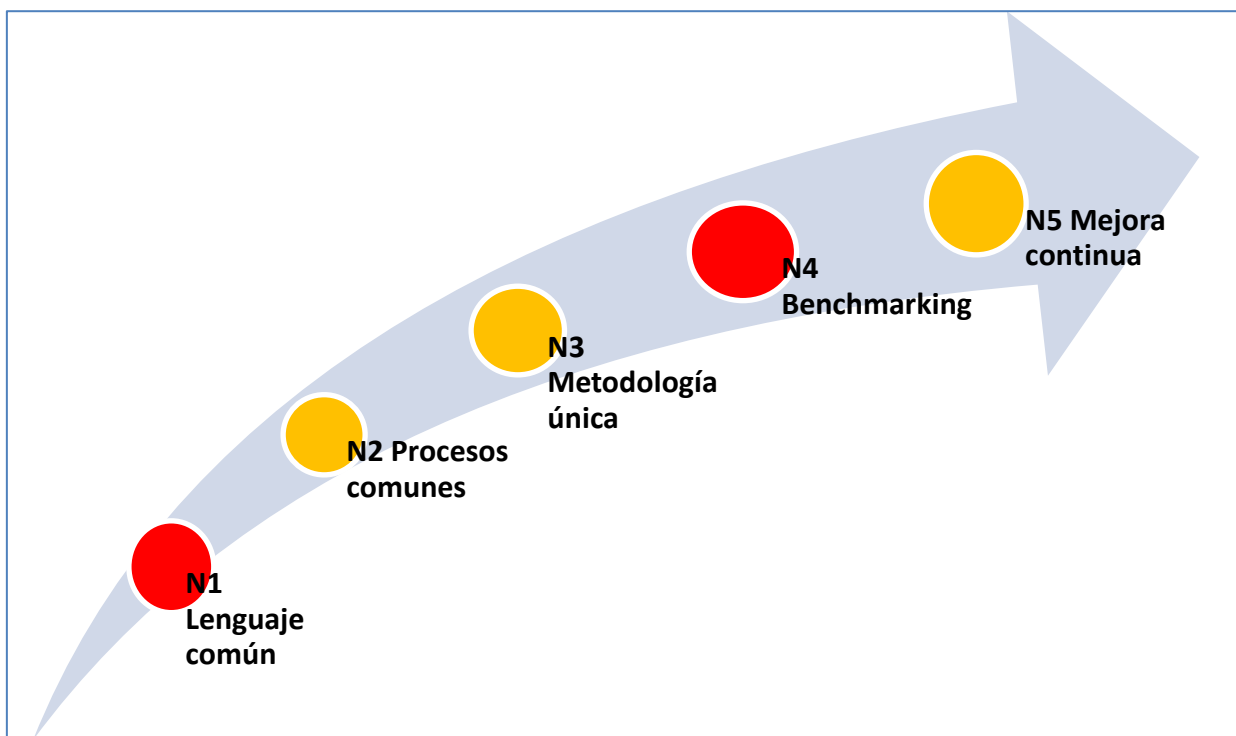 N1
Lenguaje
común
N2 Procesos
comunes
N3
Metodología
única
N4
Benchmarking
N5 Mejora
continua